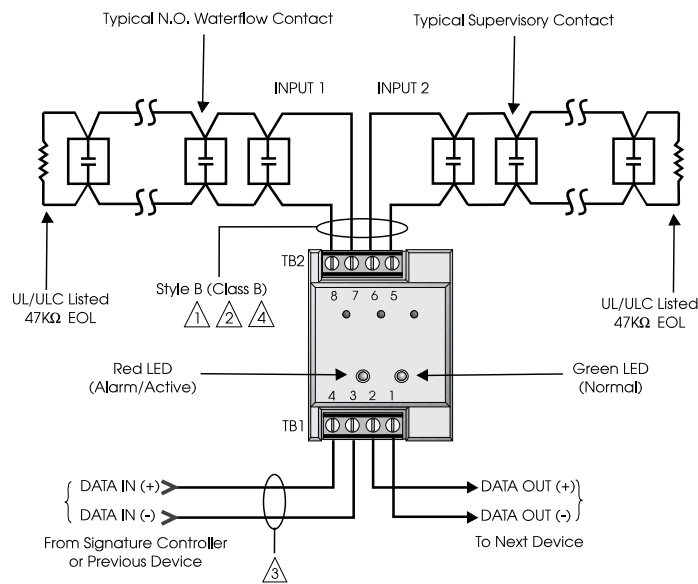 Typical N.O. Waterflow Contact
Typical Supervisory Contact
INPUT 1
INPUT 2
UL/ULC Listed
47KΩ EOL
Style B (Class B)
1
2
4
TB2
8 7 6 5
UL/ULC Listed
47KΩ EOL
Red LED
(Alarm/Active)
Green LED
(Normal)
4 3 2 1
TB1
DATA IN (+)
DATA IN (-)
From Signature Controller
or Previous Device
3
DATA OUT (+)
DATA OUT (-)
To Next Device